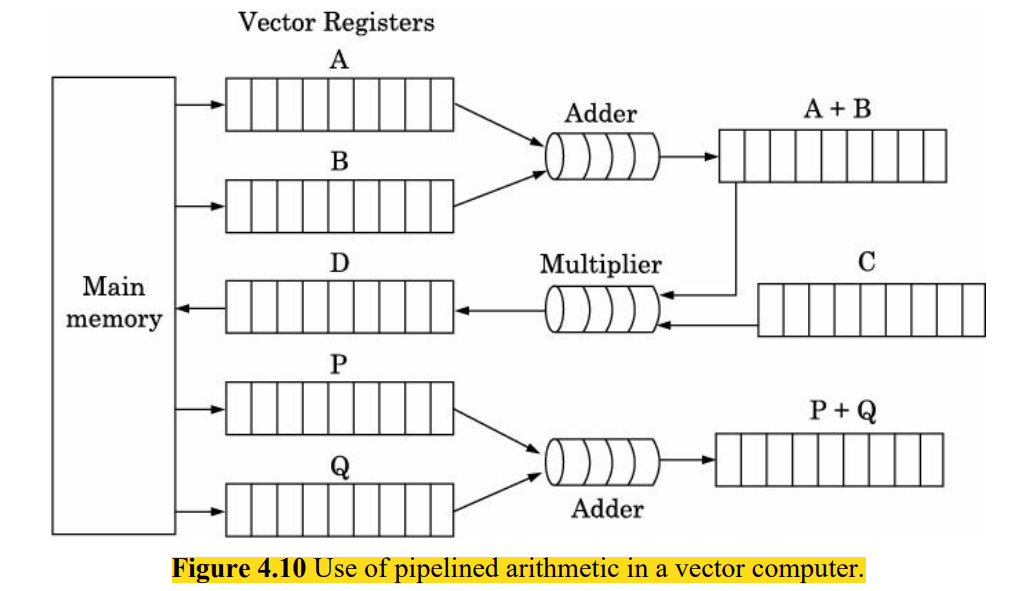 Vector Registers
A
Adder
A + B
B
D
Multiplier
C
Main
memory
P
P + Q
Q
Adder
Figure 4.10 Use of pipelined arithmetic in a vector computer.